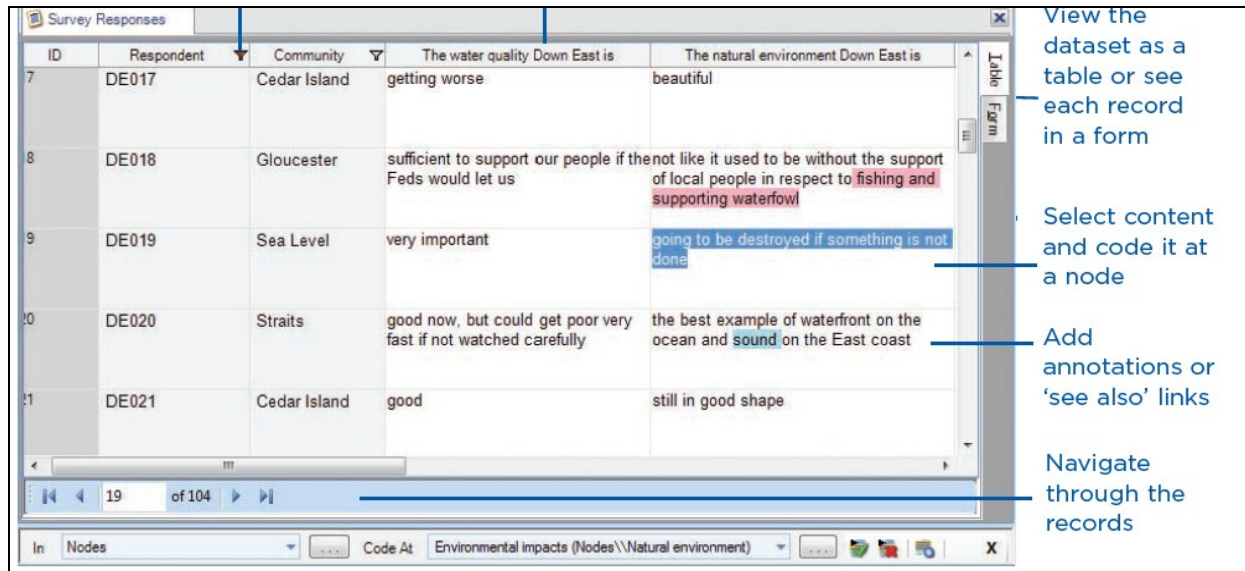 Survey Responses
ID Respondent Community The water quality Down East is The natural environment Down East is
7 DE017 Cedar Island getting worse beautiful
8 DE018 Gloucester sufficient to support our people if the not like it used to be without the support
Feds would let us of local people in respect to fishing and
supporting waterfowl
9 DE019 Sea Level very important going to be destroyed if something is not
done
20 DE020 Straits good now, but could get poor very the best example of waterfront on the
fast if not watched carefully ocean and sound on the East coast
21 DE021 Cedar Island good still in good shape
19 of 104
In Nodes ... Code At Environmental impacts (Nodes\\Natural environment) ... X
Table
Form
View the
dataset as a
table or see
each record
in a form
Select content
and code it at
a node
Add
annotations or
‘see also’ links
Navigate
through the
records